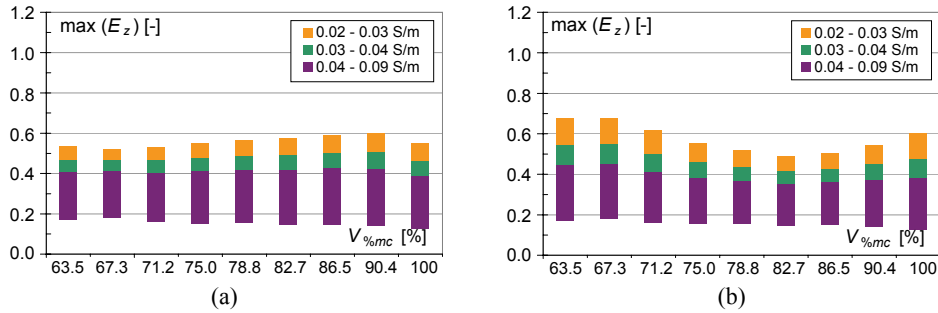 1.2
max (E z) [-]
0.02 - 0.03 S/m
0.03 - 0.04 S/m
0.04 - 0.09 S/m
1.0
0.8
0.6
0.4
0.2
0.0
V %mc [%]
63.5 67.3 71.2 75.0 78.8 82.7 86.5 90.4 100
(a)
1.2
max (E z) [-]
0.02 - 0.03 S/m
0.03 - 0.04 S/m
0.04 - 0.09 S/m
1.0
0.8
0.6
0.4
0.2
0.0
V %mc [%]
63.5 67.3 71.2 75.0 78.8 82.7 86.5 90.4 100
(b)